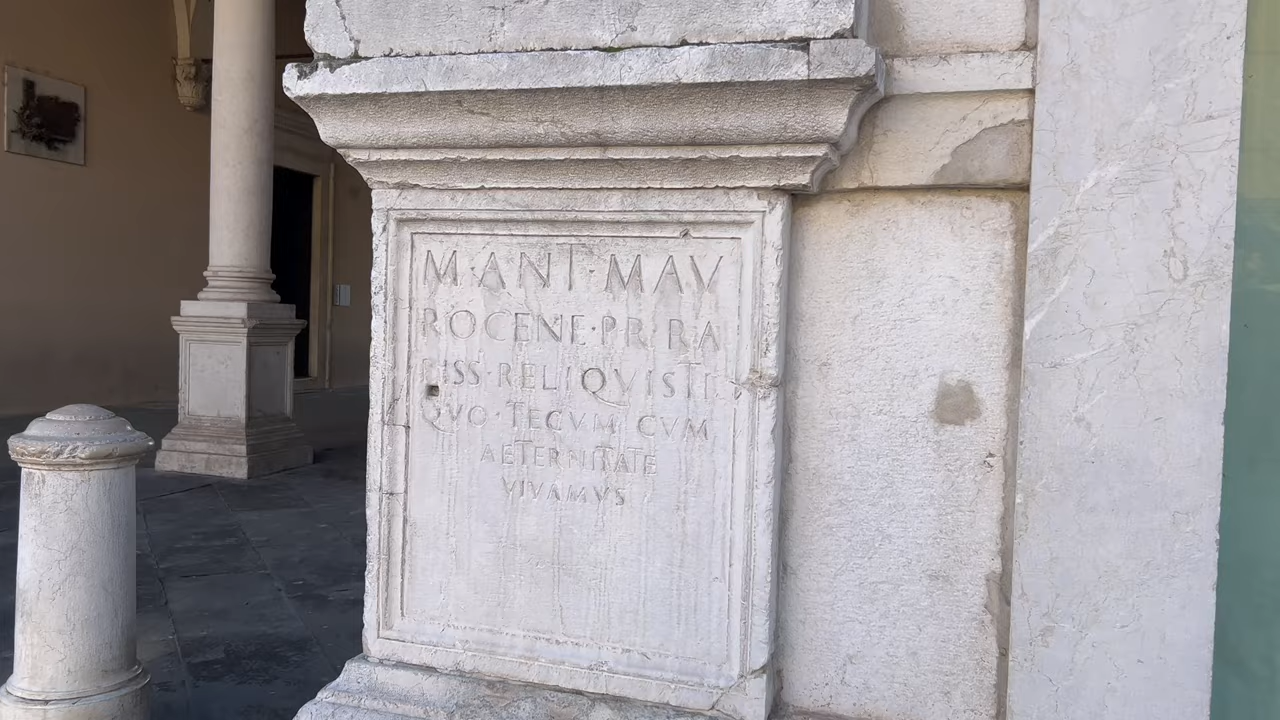 M·ANT·MAV
ROCENE·PR·RA
RISS·RELIQVISTI
QVO TECVM CVM
AETERNITATE
VIVAMVS